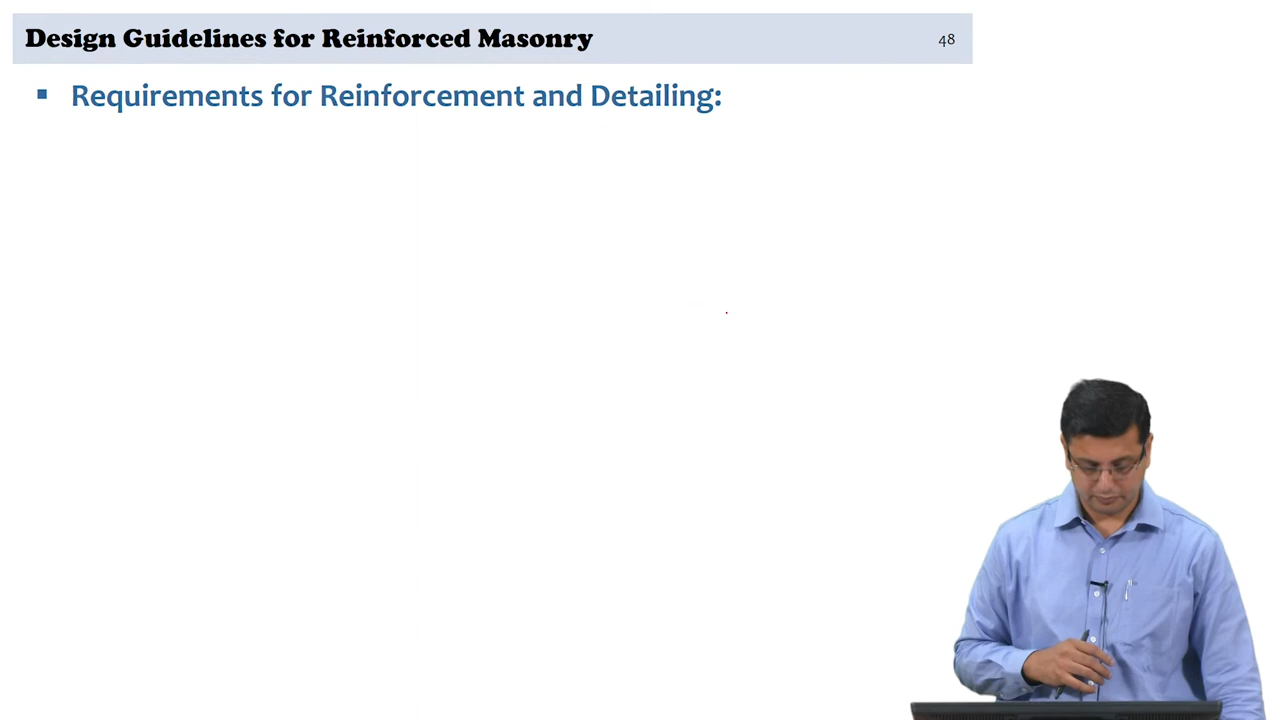 Design Guidelines for Reinforced Masonry 48
▪ Requirements for Reinforcement and Detailing: